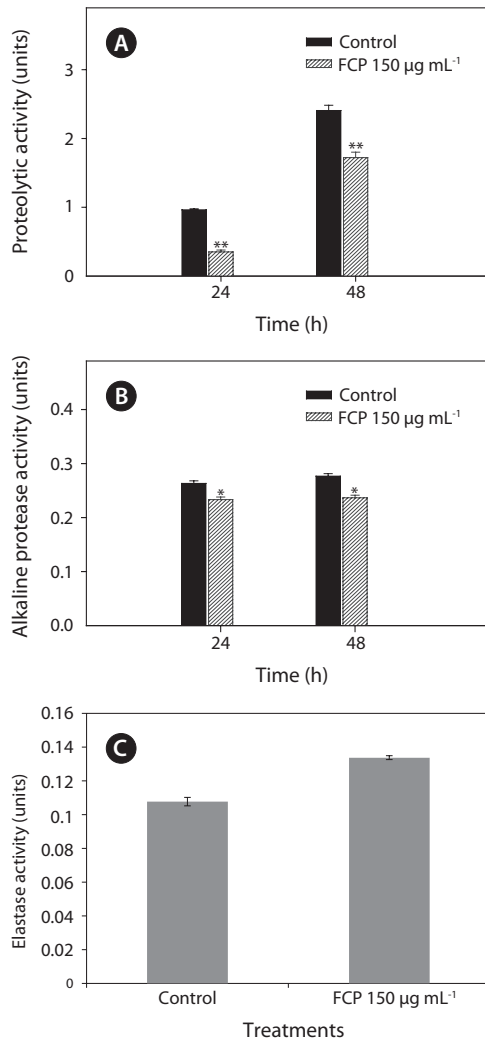 A
Control
FCP 150 µg mL-1
Proteolytic activity (units)
3
2
1
0
24
48
Time (h)
B
Control
FCP 150 µg mL-1
Alkaline protease activity (units)
0.4
0.3
0.2
0.1
0.0
**
**
*
*
24
48
Time (h)
C
Elastase activity (units)
0.16
0.14
0.12
0.1
0.08
0.06
0.04
0.02
0
Control
FCP 150 µg mL-1
Treatments